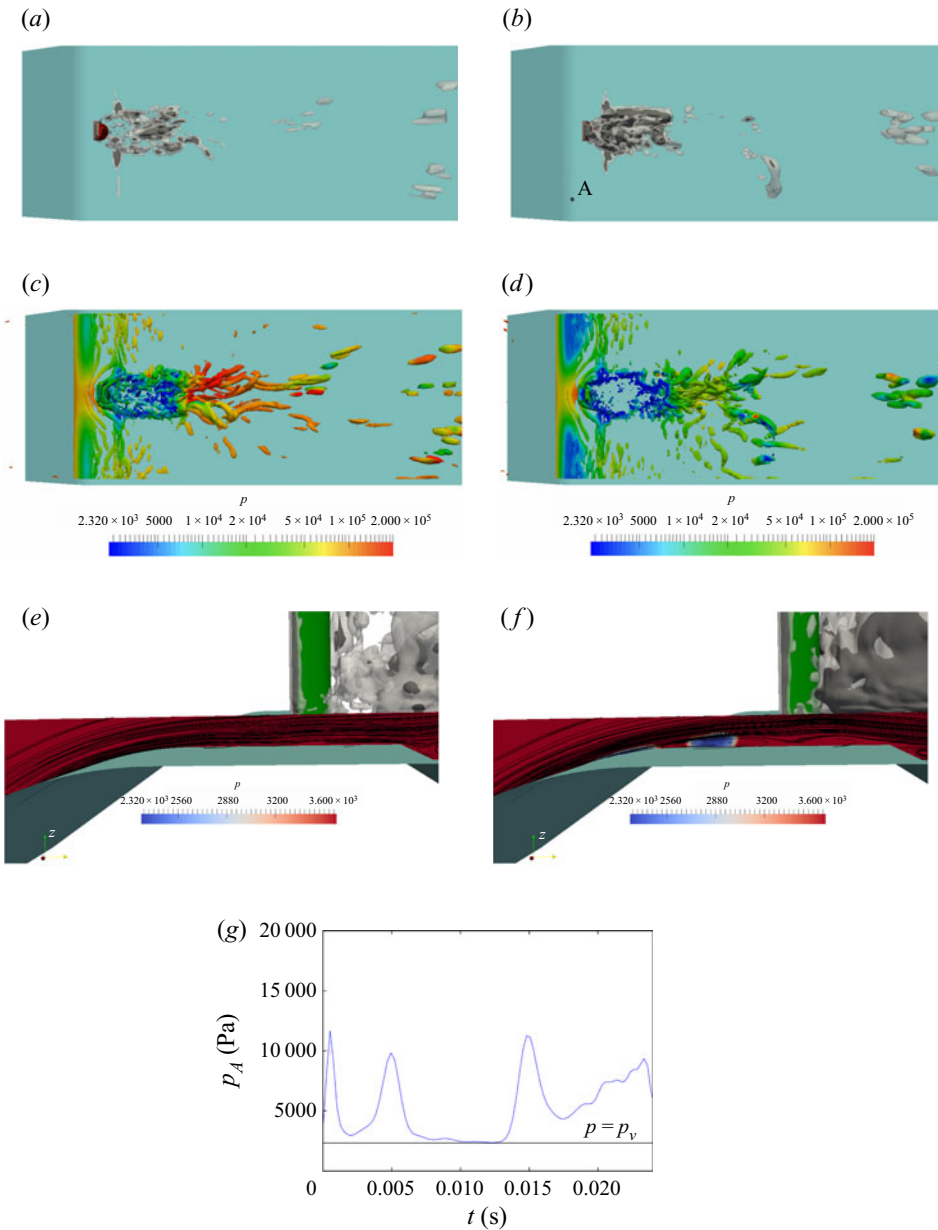 (a)
(b)
A
(c)
(d)
p
2.320 × 10³ 5000 1 × 10⁴ 2 × 10⁴ 5 × 10⁴ 1 × 10⁵ 2.000 × 10⁵
p
2.320 × 10³ 5000 1 × 10⁴ 2 × 10⁴ 5 × 10⁴ 1 × 10⁵ 2.000 × 10⁵
(e)
(f)
p
2.320 × 10³ 2560 2880 3200 3.600 × 10³
z
p
2.320 × 10³ 2560 2880 3200 3.600 × 10³
z
(g)
20 000
15 000
10 000
5000
p_A (Pa)
p = p_v
0 0.005 0.010 0.015 0.020
t (s)